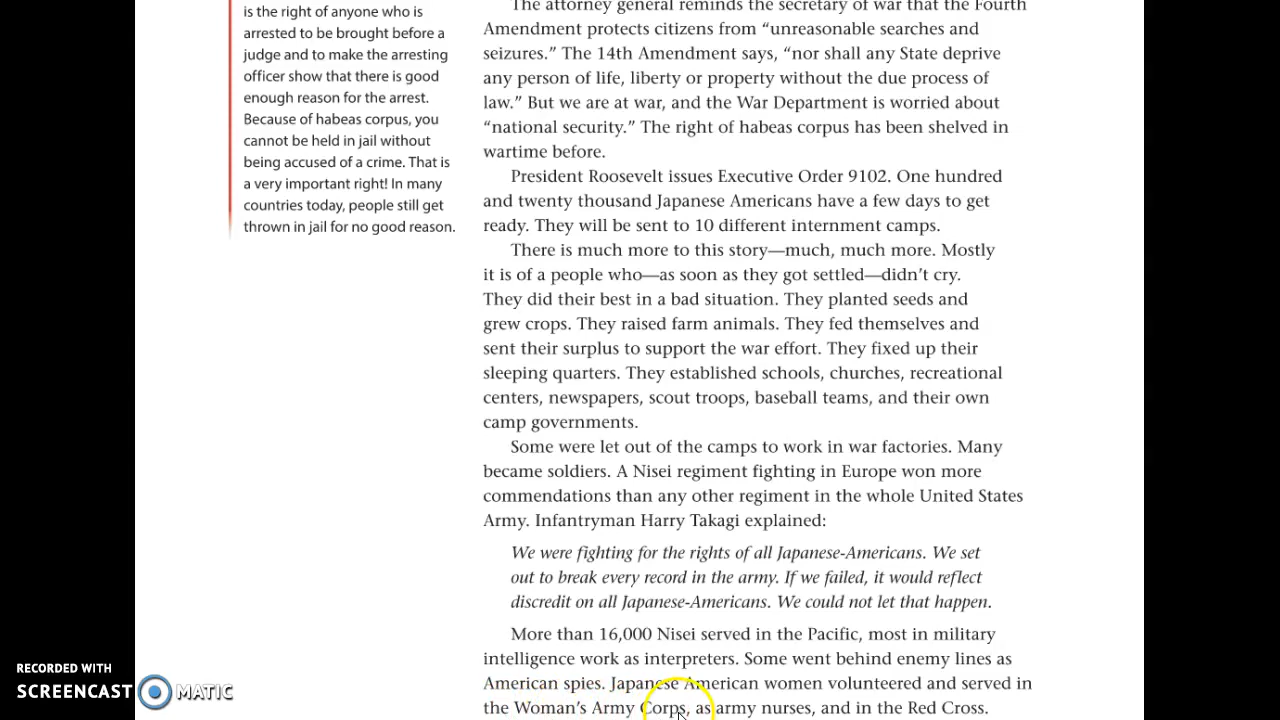 is the right of anyone who is
arrested to be brought before a
judge and to make the arresting
officer show that there is good
enough reason for the arrest.
Because of habeas corpus, you
cannot be held in jail without
being accused of a crime. That is
a very important right! In many
countries today, people still get
thrown in jail for no good reason.
The attorney general reminds the secretary of war that the Fourth
Amendment protects citizens from “unreasonable searches and
seizures.” The 14th Amendment says, “nor shall any State deprive
any person of life, liberty or property without the due process of
law.” But we are at war, and the War Department is worried about
“national security.” The right of habeas corpus has been shelved in
wartime before.
President Roosevelt issues Executive Order 9102. One hundred
and twenty thousand Japanese Americans have a few days to get
ready. They will be sent to 10 different internment camps.
There is much more to this story—much, much more. Mostly
it is of a people who—as soon as they got settled—didn’t cry.
They did their best in a bad situation. They planted seeds and
grew crops. They raised farm animals. They fed themselves and
sent their surplus to support the war effort. They fixed up their
sleeping quarters. They established schools, churches, recreational
centers, newspapers, scout troops, baseball teams, and their own
camp governments.
Some were let out of the camps to work in war factories. Many
became soldiers. A Nisei regiment fighting in Europe won more
commendations than any other regiment in the whole United States
Army. Infantryman Harry Takagi explained:
We were fighting for the rights of all Japanese-Americans. We set
out to break every record in the army. If we failed, it would reflect
discredit on all Japanese-Americans. We could not let that happen.
More than 16,000 Nisei served in the Pacific, most in military
intelligence work as interpreters. Some went behind enemy lines as
American spies. Japanese American women volunteered and served in
the Woman’s Army Corps, as army nurses, and in the Red Cross.
RECORDED WITH
SCREENCAST MATIC